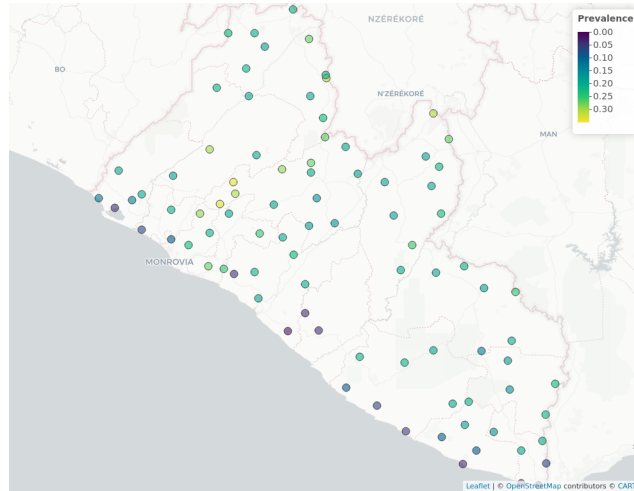 NZÉRÉKORÉ
Prevalence
0.00
0.05
0.10
0.15
0.20
0.25
0.30
BO
N'ZÉRÉKORÉ
MAN
MONROVIA
Leaflet | © OpenStreetMap contributors © CART